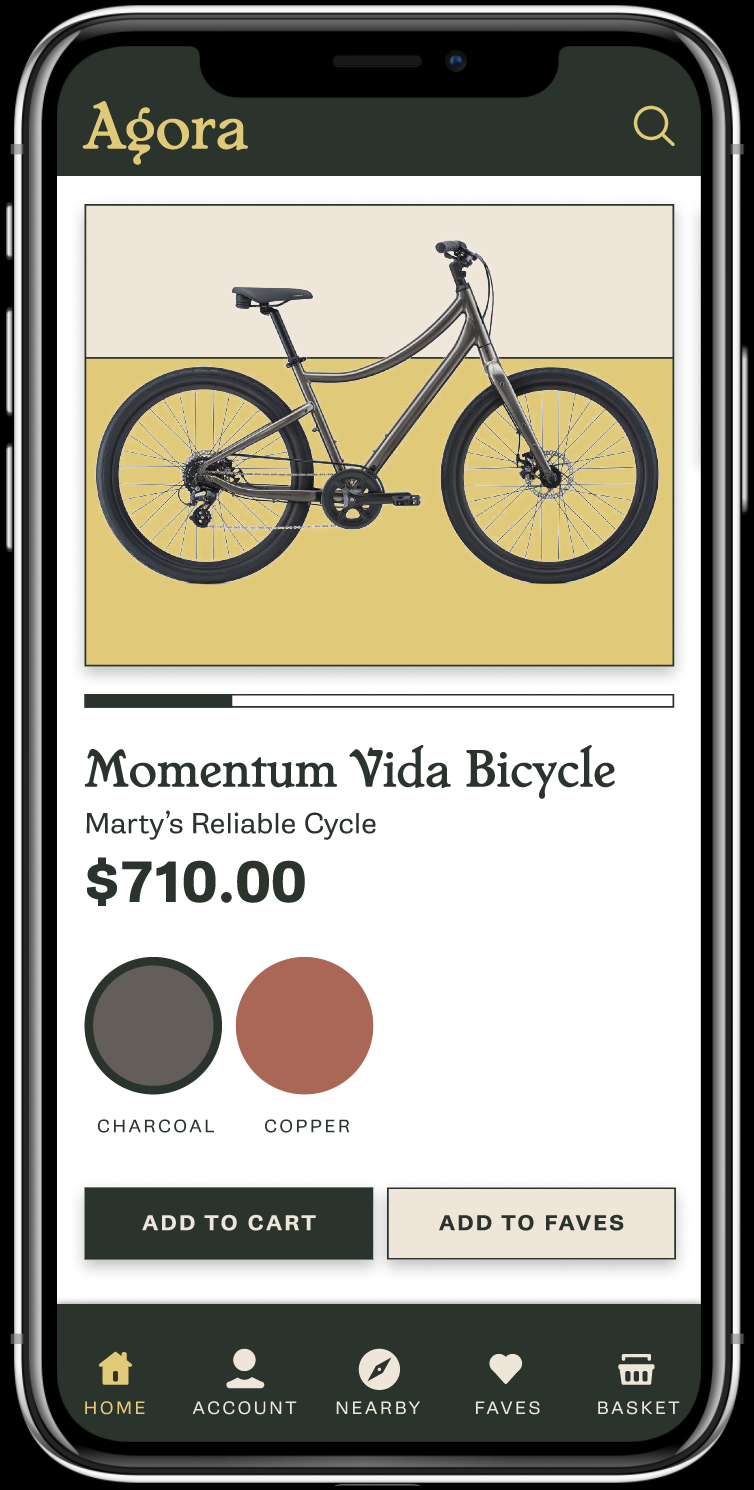 Agora
Momentum Vida Bicycle
Marty’s Reliable Cycle
$710.00
CHARCOAL COPPER
ADD TO CART ADD TO FAVES
HOME ACCOUNT NEARBY FAVES BASKET